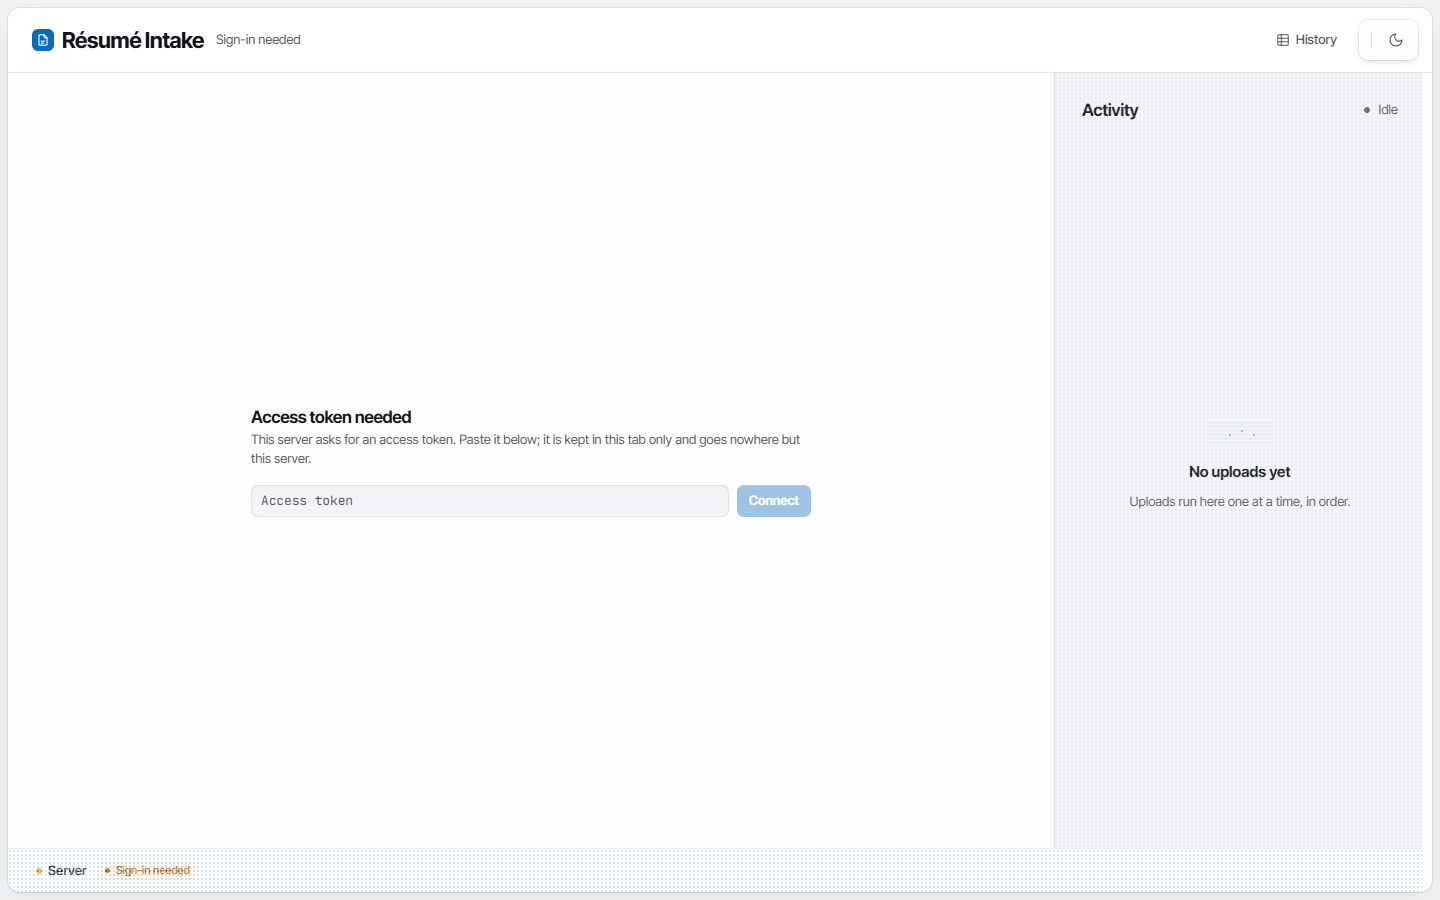 Résumé Intake
Sign-in needed
History
Activity
Idle
Access token needed
This server asks for an access token. Paste it below; it is kept in this tab only and goes nowhere but
this server.
Access token
Connect
No uploads yet
Uploads run here one at a time, in order.
Server
Sign-in needed